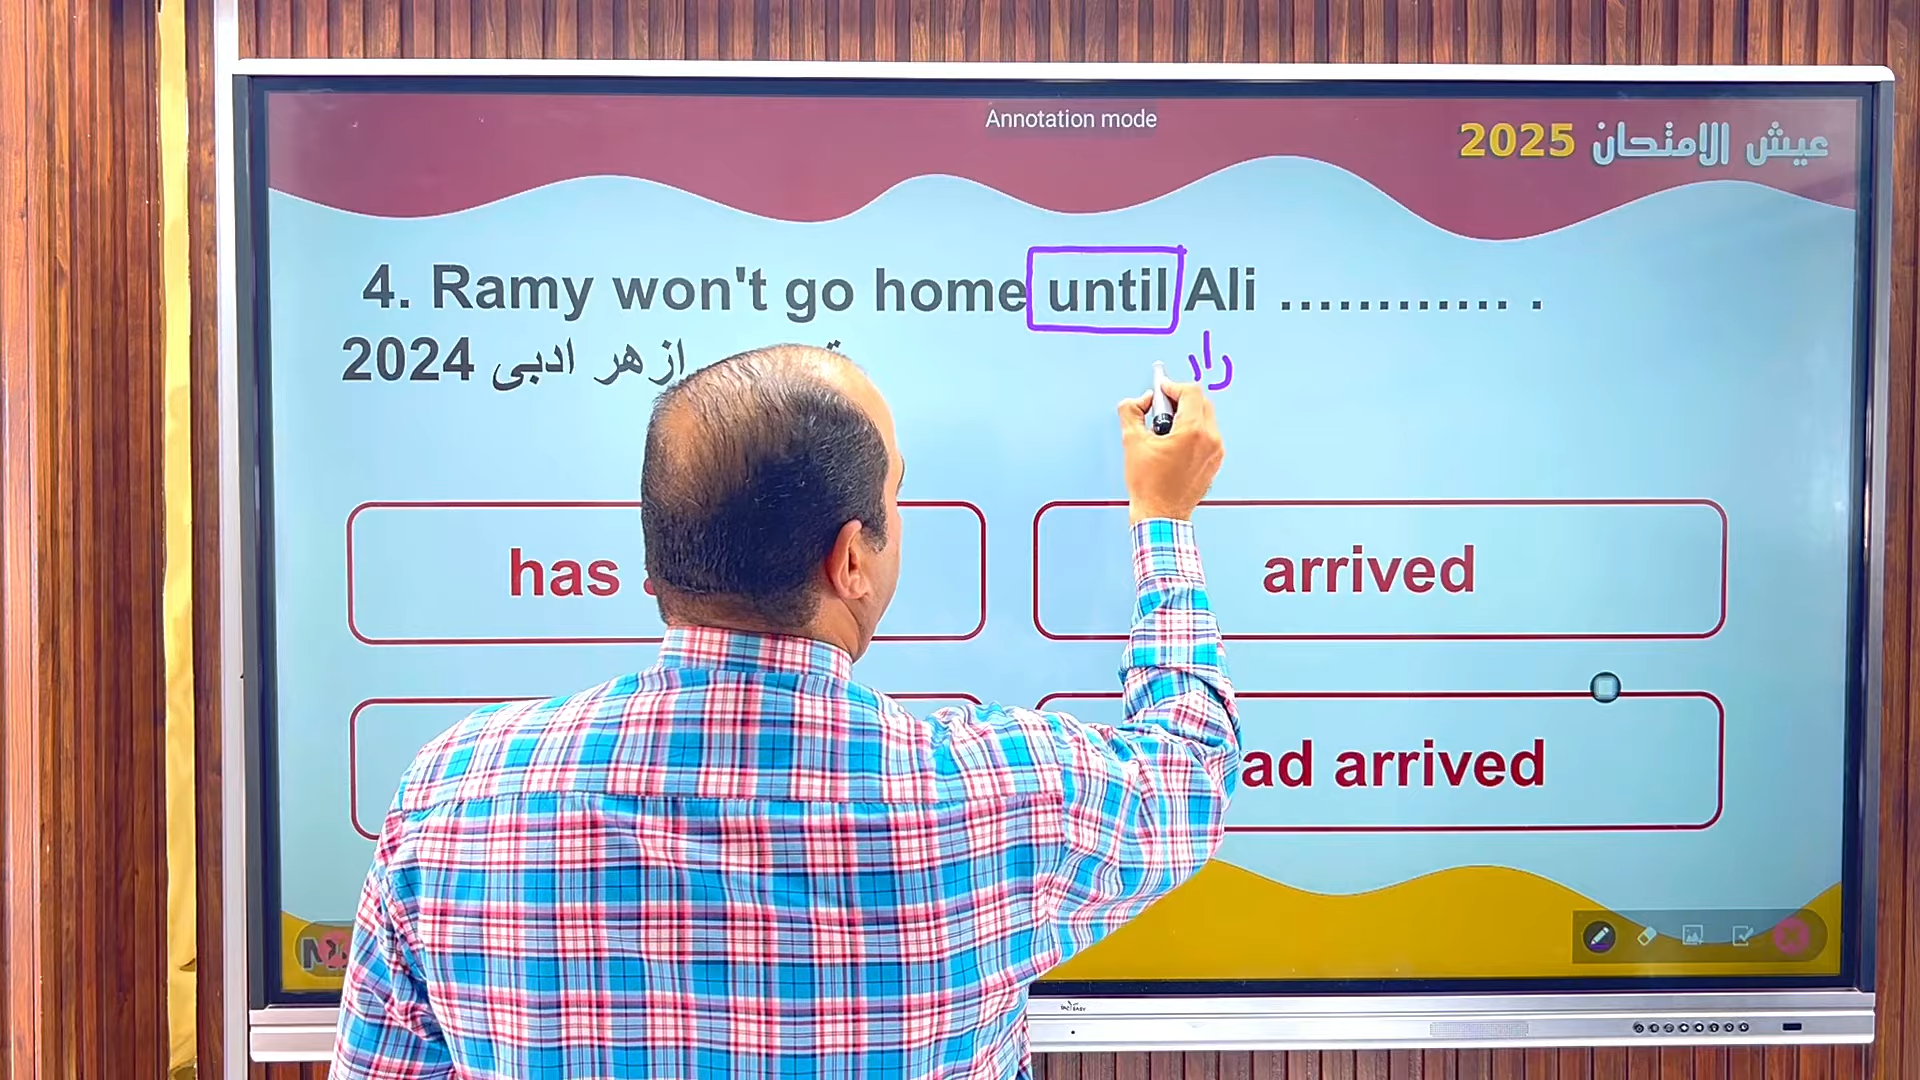 Annotation mode
عيش الامتحان 2025
4. Ramy won't go home until Ali ............ .
ازهر ادبى 2024
has
arrived
ad arrived